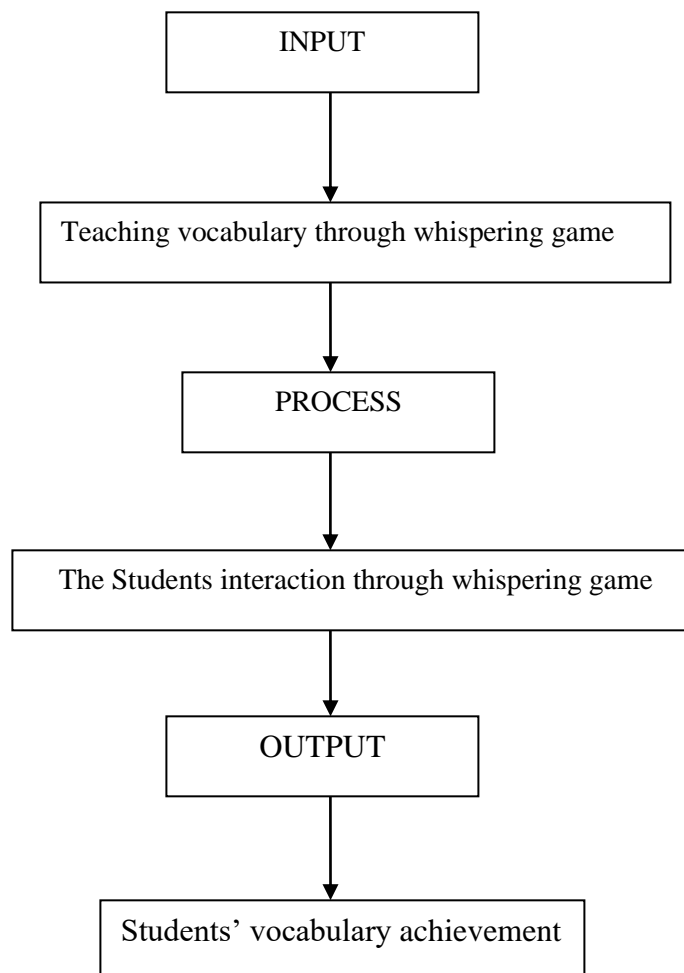 INPUT
Teaching vocabulary through whispering game
PROCESS
The Students interaction through whispering game
OUTPUT
Students’ vocabulary achievement